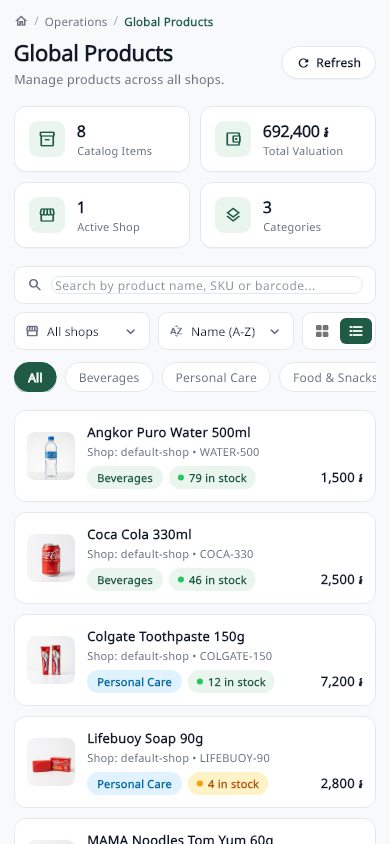 Operations / Global Products
Global Products
Manage products across all shops.
Refresh
8
Catalog Items
692,400 ៛
Total Valuation
1
Active Shop
3
Categories
Search by product name, SKU or barcode...
All shops
Name (A-Z)
All
Beverages
Personal Care
Food & Snacks
Angkor Puro Water 500ml
Shop: default-shop • WATER-500
Beverages
79 in stock
1,500 ៛
Coca Cola 330ml
Shop: default-shop • COCA-330
Beverages
46 in stock
2,500 ៛
Colgate Toothpaste 150g
Shop: default-shop • COLGATE-150
Personal Care
12 in stock
7,200 ៛
Lifebuoy Soap 90g
Shop: default-shop • LIFEBUOY-90
Personal Care
4 in stock
2,800 ៛
MAMA Noodles Tom Yum 60g